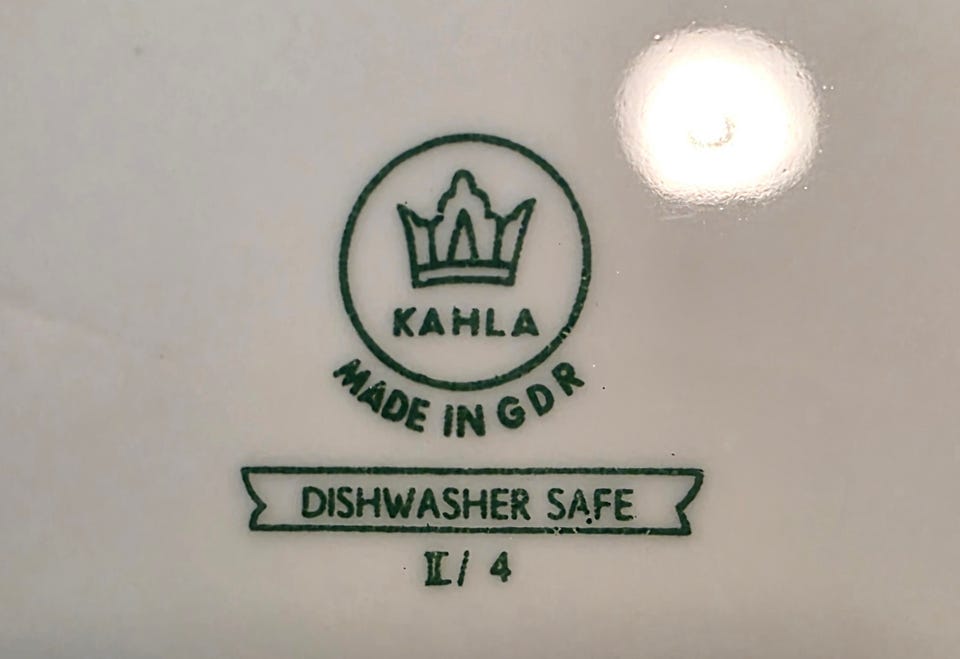 KAHLA
MADE IN GDR
DISHWASHER SAFE
II/ 4